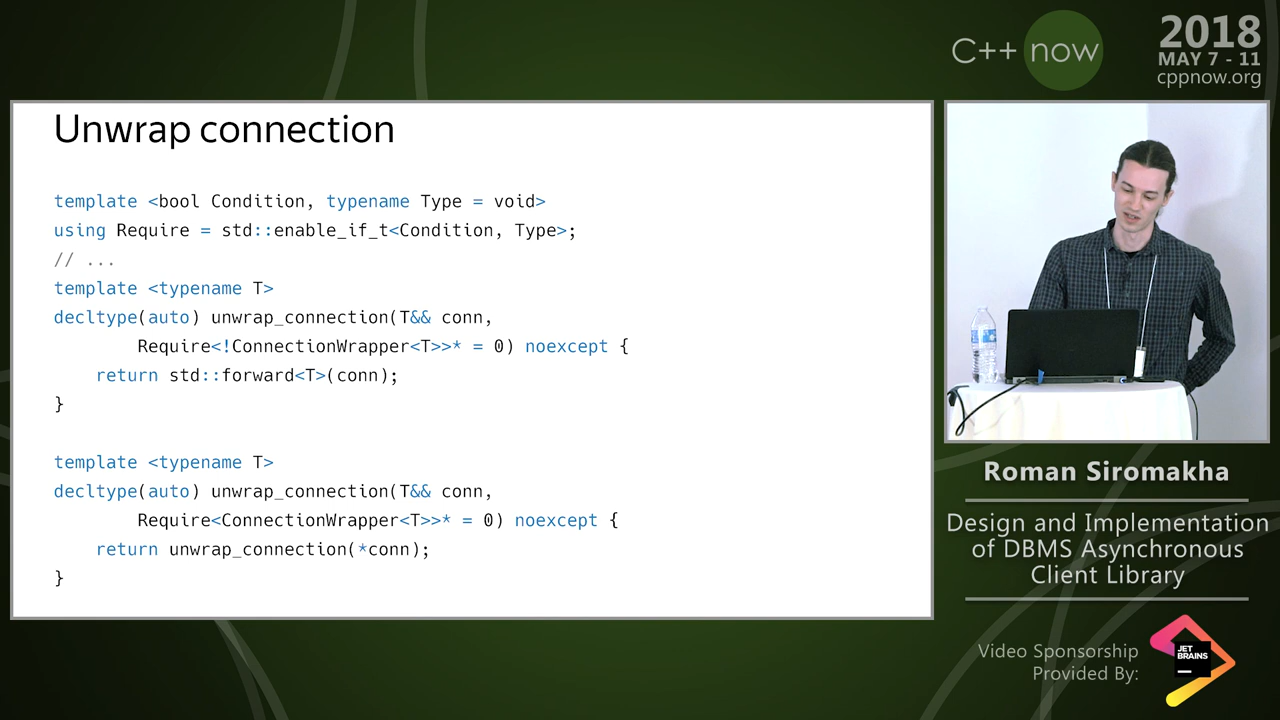 C++ now
2018
MAY 7 - 11
cppnow.org
Unwrap connection
template <bool Condition, typename Type = void>
using Require = std::enable_if_t<Condition, Type>;
// ...
template <typename T>
decltype(auto) unwrap_connection(T&& conn,
        Require<!ConnectionWrapper<T>>* = 0) noexcept {
    return std::forward<T>(conn);
}
template <typename T>
decltype(auto) unwrap_connection(T&& conn,
        Require<ConnectionWrapper<T>>* = 0) noexcept {
    return unwrap_connection(*conn);
}
Roman Siromakha
Design and Implementation
of DBMS Asynchronous
Client Library
Video Sponsorship
Provided By:
JET
BRAINS